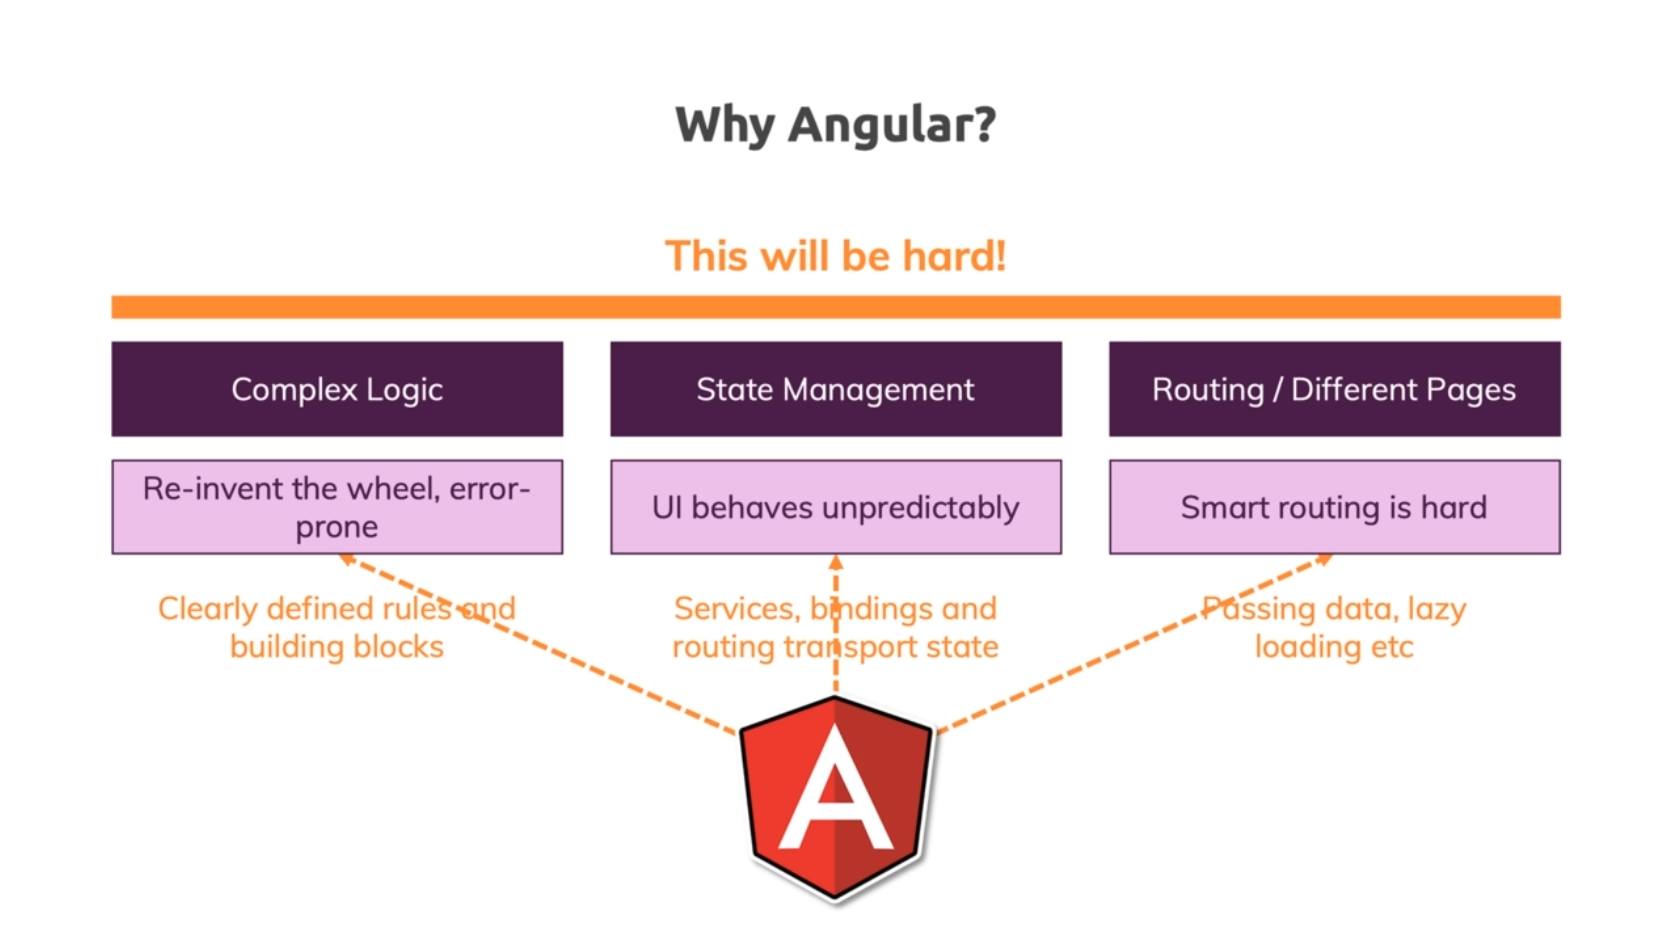 Why Angular?
This will be hard!
Complex Logic
State Management
Routing / Different Pages
Re-invent the wheel, error-
prone
UI behaves unpredictably
Smart routing is hard
Clearly defined rules and
building blocks
Services, bindings and
routing transport state
Passing data, lazy
loading etc
A